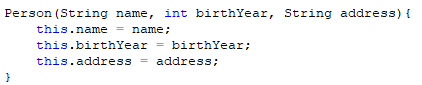 Person(String name, int birthYear, String address){
    this.name = name;
    this.birthYear = birthYear;
    this.address = address;
}